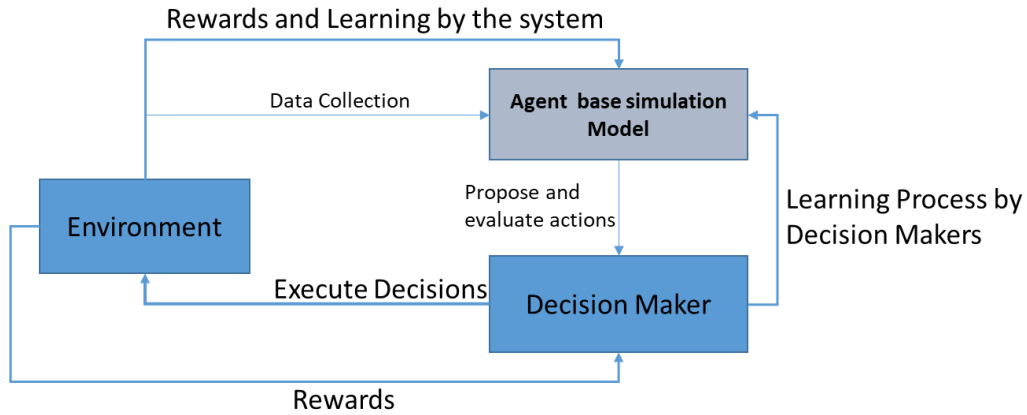 Rewards and Learning by the system
Data Collection
Agent base simulation
Model
Propose and
evaluate actions
Learning Process by
Decision Makers
Environment
Execute Decisions
Decision Maker
Rewards